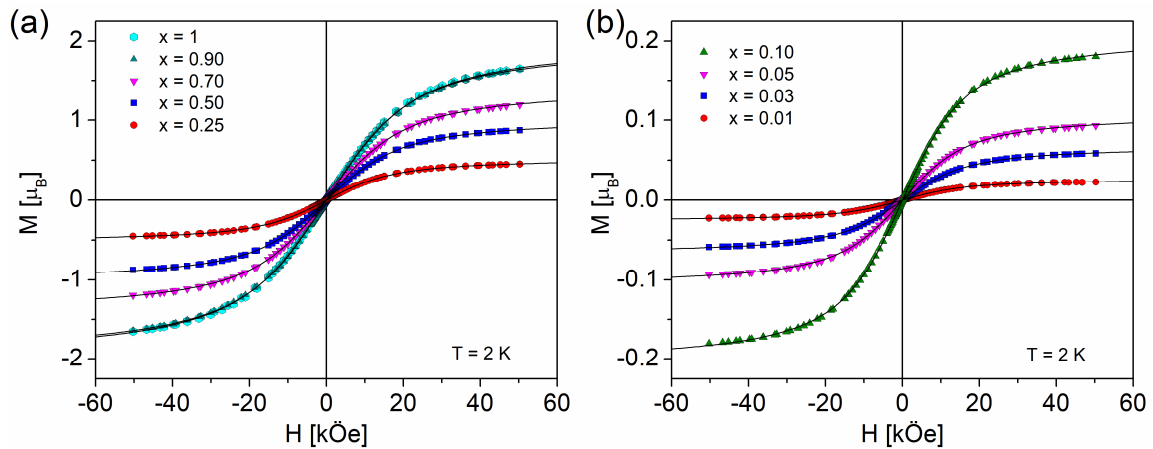 (a)
x = 1
x = 0.90
x = 0.70
x = 0.50
x = 0.25
2
1
0
-1
-2
M [μB]
T = 2 K
-60 -40 -20 0 20 40 60
H [kÖe]
(b)
x = 0.10
x = 0.05
x = 0.03
x = 0.01
0.2
0.1
0.0
-0.1
-0.2
M [μB]
T = 2 K
-60 -40 -20 0 20 40 60
H [kÖe]